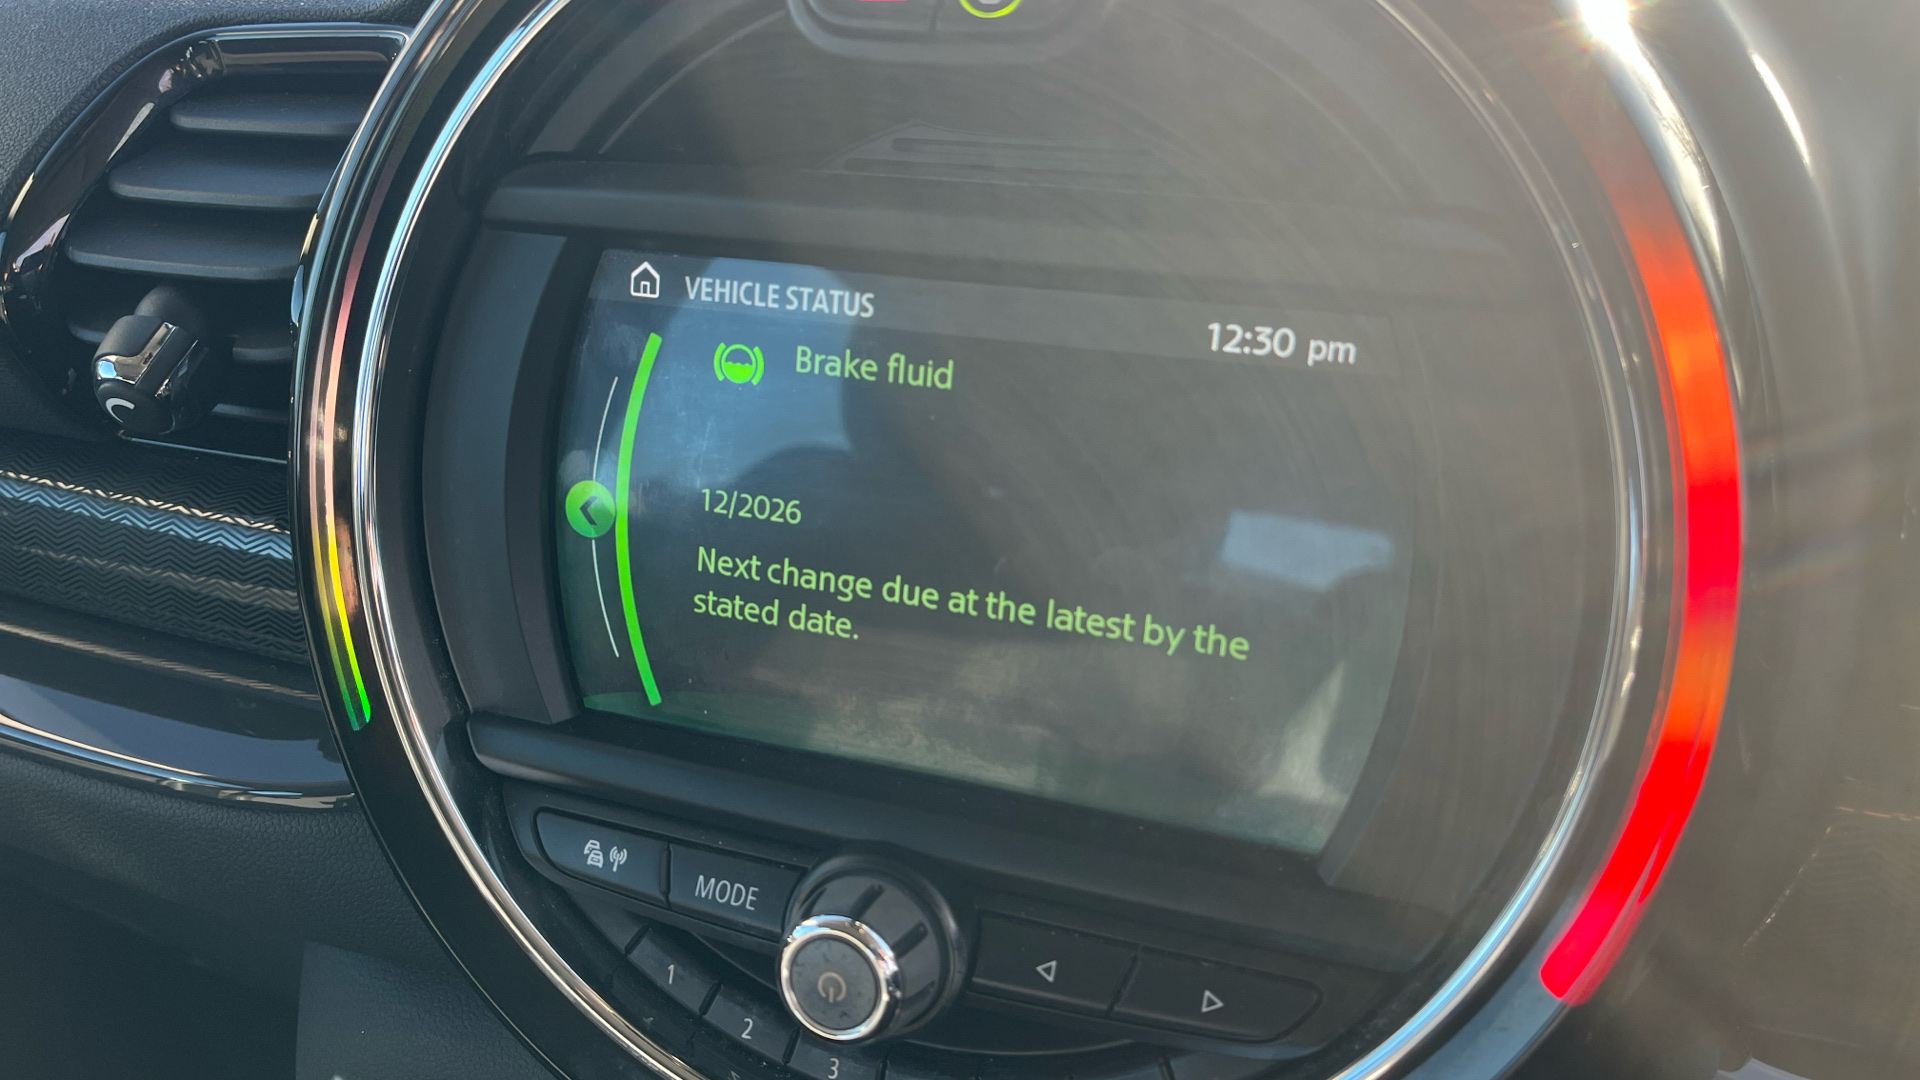 VEHICLE STATUS
12:30 pm
Brake fluid
12/2026
Next change due at the latest by the
stated date.
MODE
1
2
3